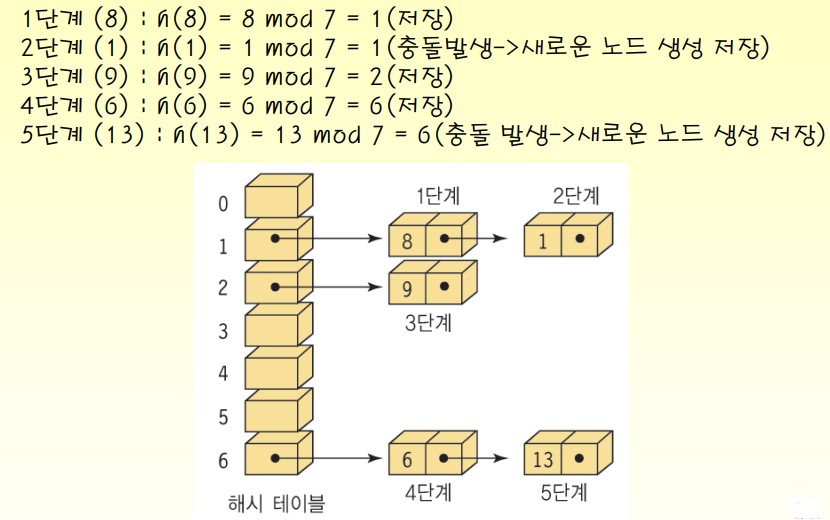 1단계 (8) : h(8) = 8 mod 7 = 1(저장)
2단계 (1) : h(1) = 1 mod 7 = 1(충돌발생->새로운 노드 생성 저장)
3단계 (9) : h(9) = 9 mod 7 = 2(저장)
4단계 (6) : h(6) = 6 mod 7 = 6(저장)
5단계 (13) : h(13) = 13 mod 7 = 6(충돌 발생->새로운 노드 생성 저장)
1단계 2단계
0
1 8 1
2 9
3단계
3
4
5
6 6 13
4단계 5단계
해시 테이블